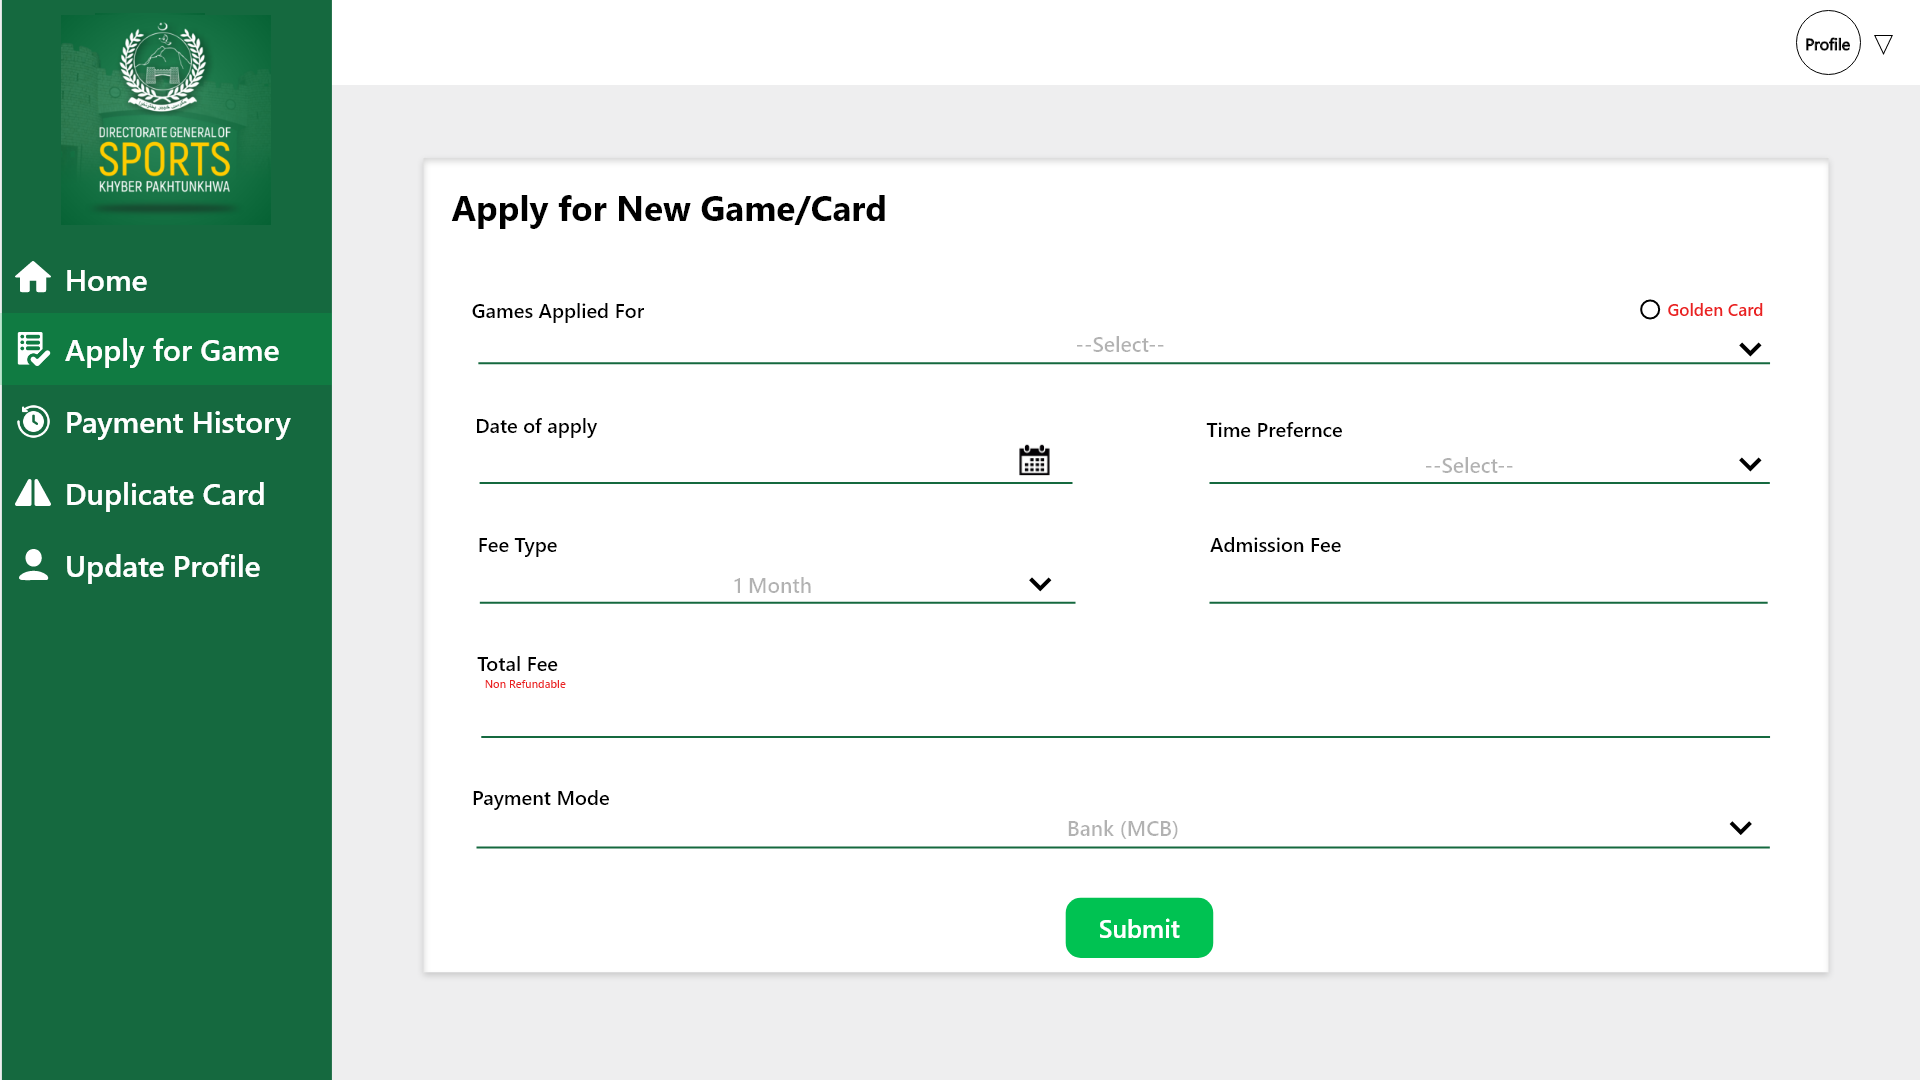 DIRECTORATE GENERAL OF
SPORTS
KHYBER PAKHTUNKHWA
Profile
Home
Apply for Game
Payment History
Duplicate Card
Update Profile
Apply for New Game/Card
Games Applied For
Golden Card
--Select--
Date of apply
Time Prefernce
--Select--
Fee Type
Admission Fee
1 Month
Total Fee
Non Refundable
Payment Mode
Bank (MCB)
Submit